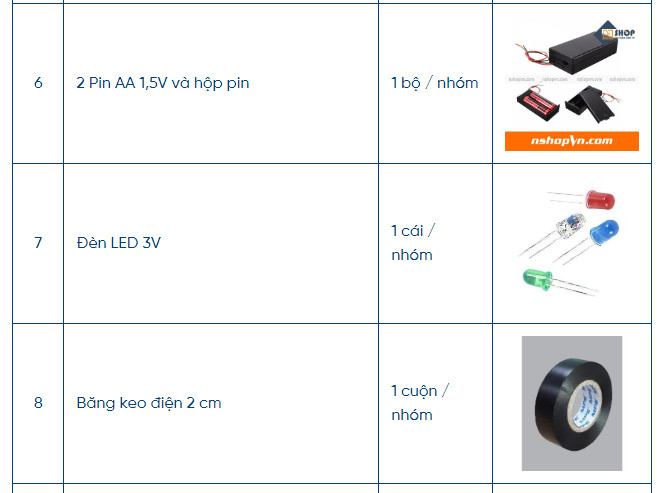 6
2 Pin AA 1,5V và hộp pin
1 bộ / nhóm
SHOP
nshopvn.com
7
Đèn LED 3V
1 cái /
nhóm
8
Băng keo điện 2 cm
1 cuộn /
nhóm